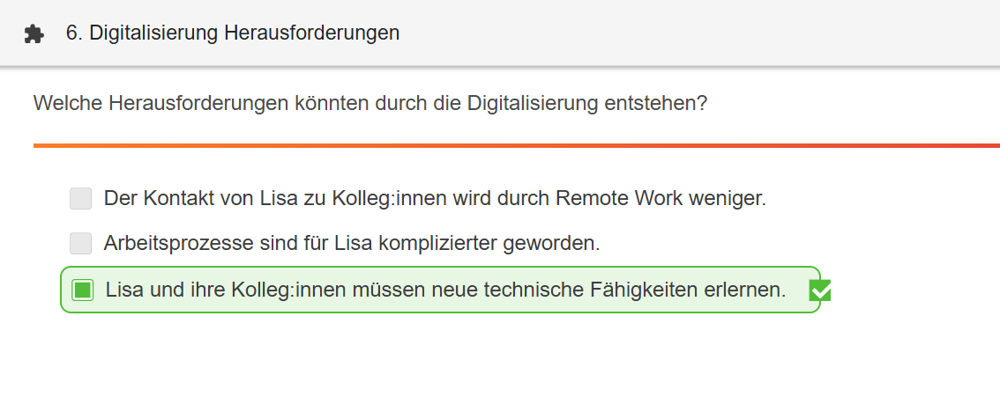 6. Digitalisierung Herausforderungen
Welche Herausforderungen könnten durch die Digitalisierung entstehen?
Der Kontakt von Lisa zu Kolleg:innen wird durch Remote Work weniger.
Arbeitsprozesse sind für Lisa komplizierter geworden.
Lisa und ihre Kolleg:innen müssen neue technische Fähigkeiten erlernen.